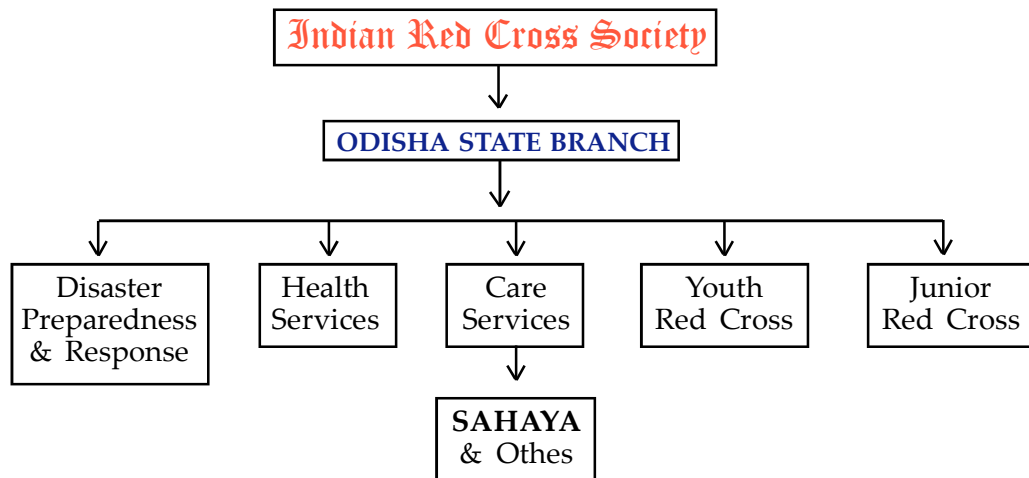 Indian Red Cross Society
ODISHA STATE BRANCH
Disaster
Preparedness
& Response
Health
Services
Care
Services
Youth
Red Cross
Junior
Red Cross
SAHAYA
& Othes